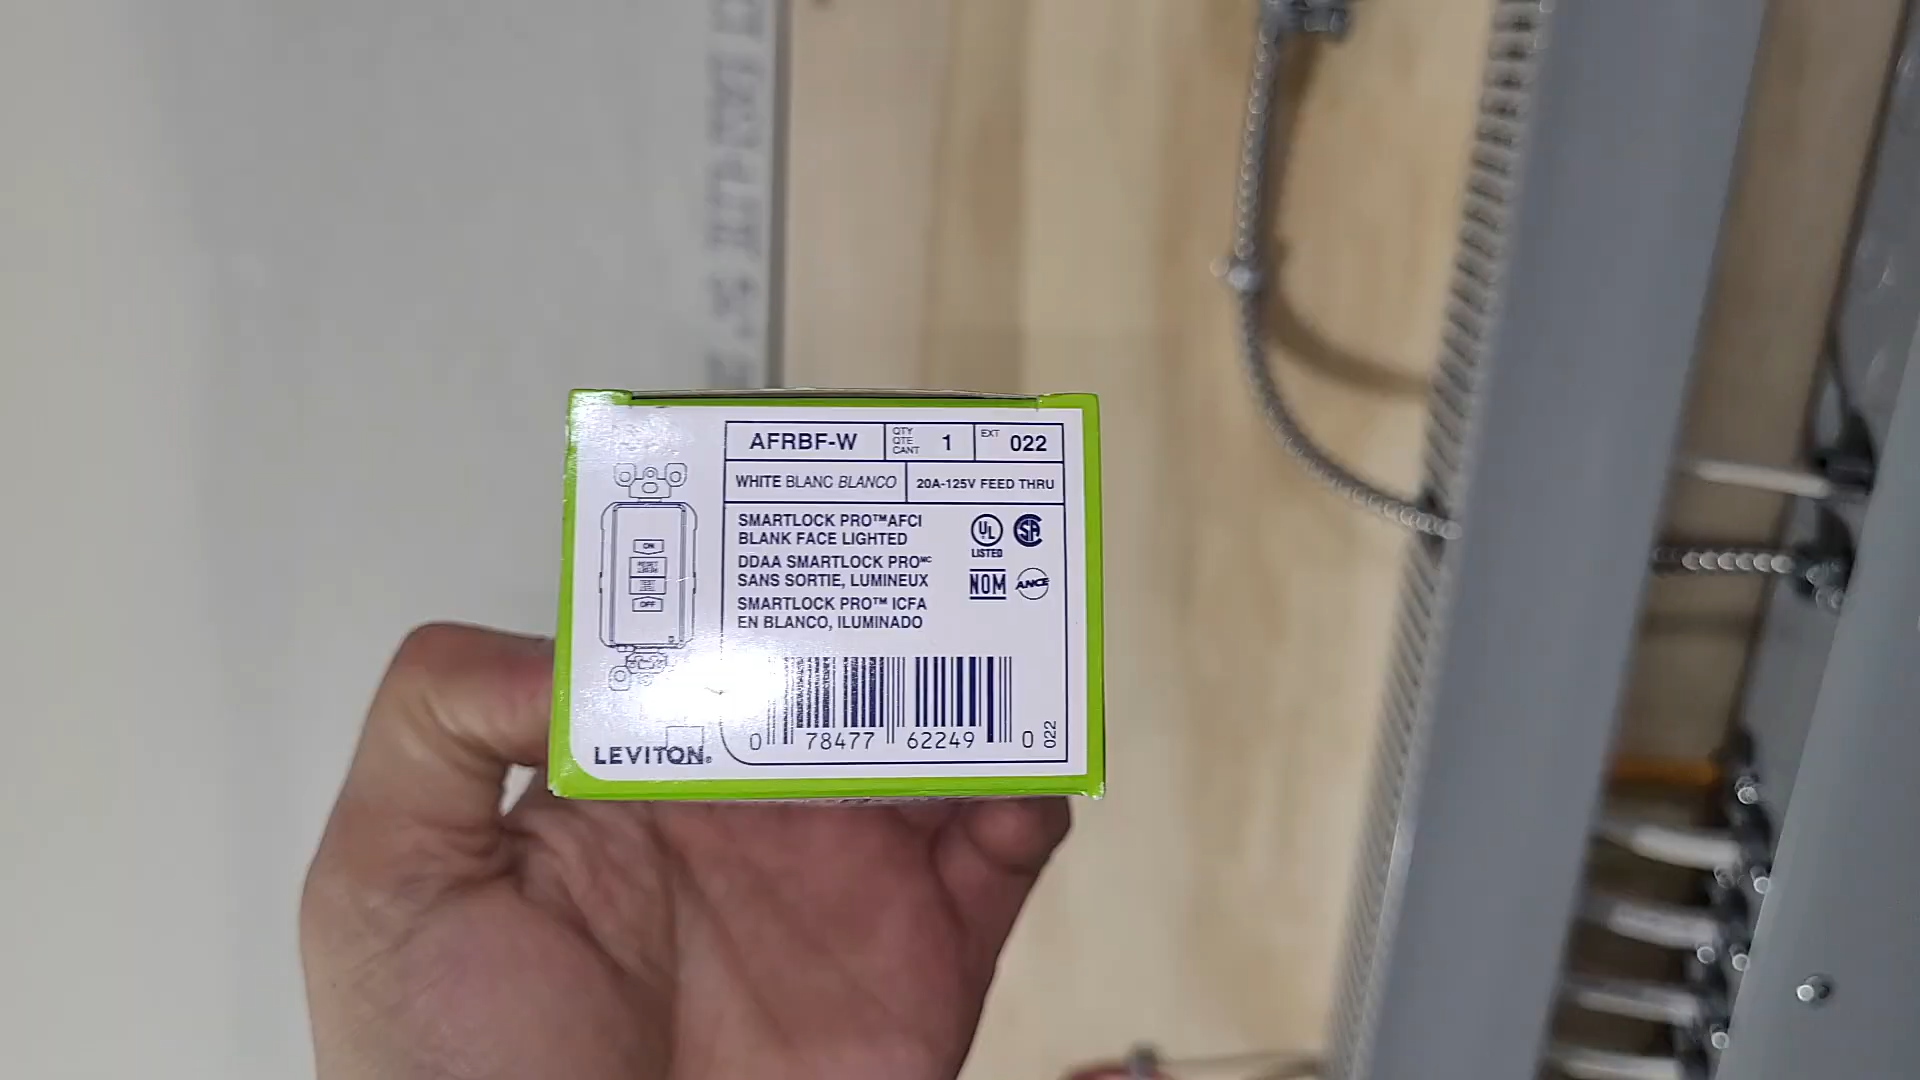 AFRBF-W
QTY
QTE
CANT
1
EXT
022
WHITE BLANC BLANCO
20A-125V FEED THRU
SMARTLOCK PRO™AFCI
BLANK FACE LIGHTED
DDAA SMARTLOCK PROᴹᶜ
SANS SORTIE, LUMINEUX
SMARTLOCK PRO™ ICFA
EN BLANCO, ILUMINADO
UL
LISTED
SA
NOM
ANCE
ON
RESET
TEST
OFF
0 78477 62249 0
022
LEVITON®